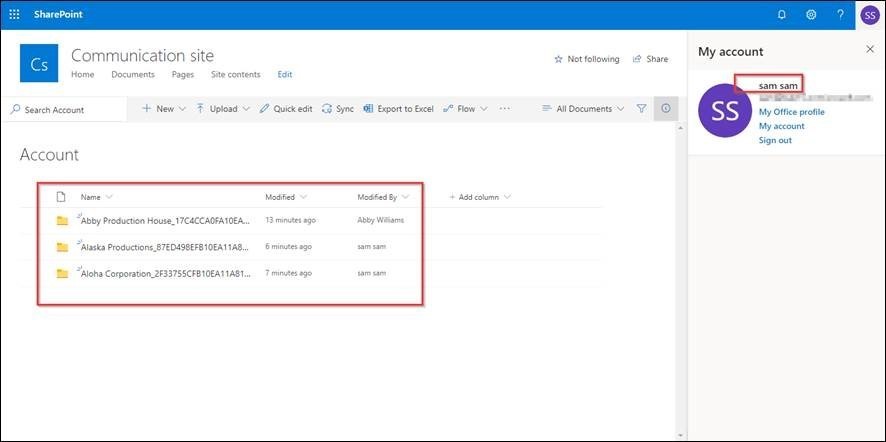 SharePoint
?
SS
Cs
Communication site
Home Documents Pages Site contents Edit
Not following Share
Search Account
New Upload Quick edit Sync Export to Excel Flow ... All Documents
Account
Name Modified Modified By + Add column
Abby Production House_17C4CCA0FA10EA... 13 minutes ago Abby Williams
Alaska Productions_87ED498EFB10EA11A8... 6 minutes ago sam sam
Aloha Corporation_2F33755CFB10EA11A81... 7 minutes ago sam sam
My account
SS
sam sam
My Office profile
My account
Sign out